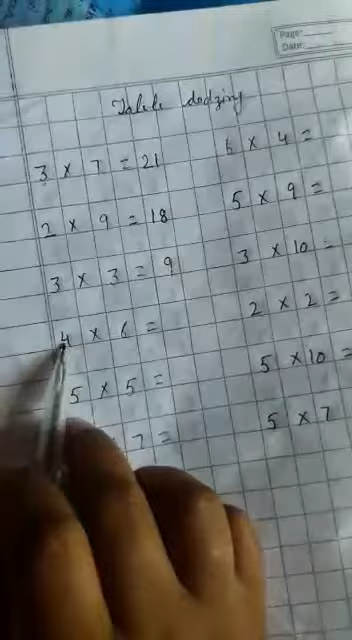 Page:
Date:
Table dodzing
3 × 7 = 21
2 × 9 = 18
3 × 3 = 9
4 × 6 =
5 × 5 =
× 7 =
6 × 4 =
5 × 9 =
3 × 10 =
2 × 2 =
5 × 10 =
5 × 7